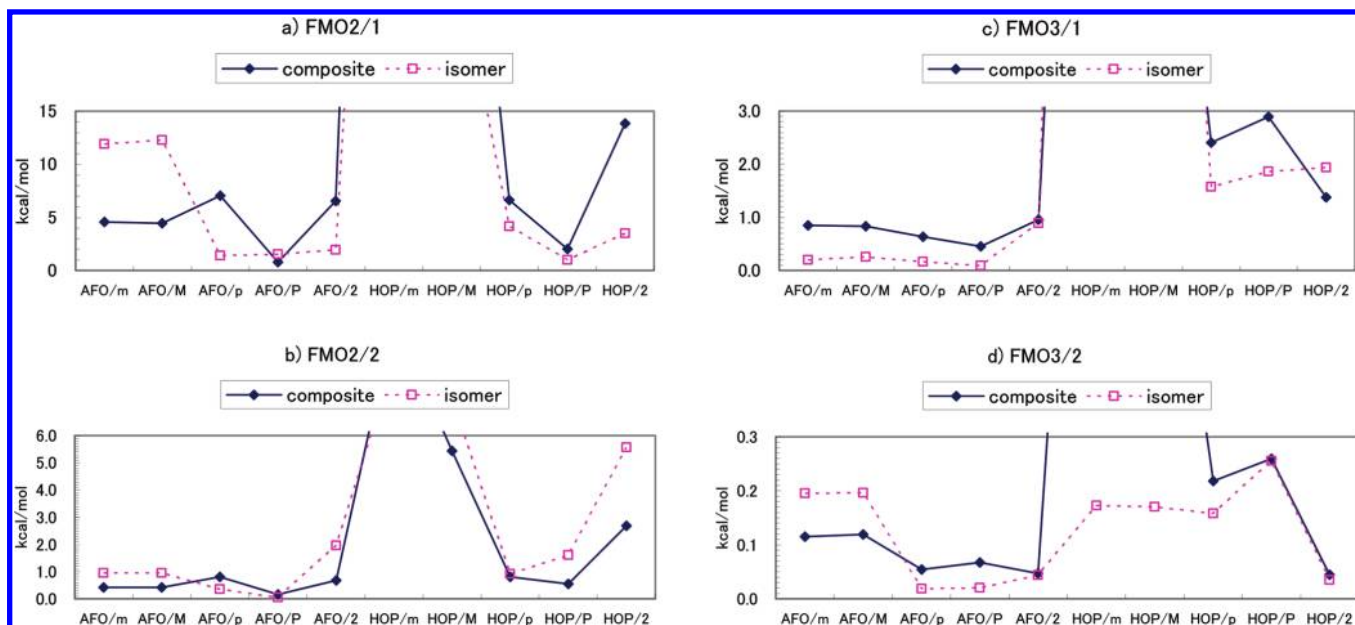 a) FMO2/1
composite isomer
kcal/mol
15
10
5
0
AFO/m AFO/M AFO/p AFO/P AFO/2 HOP/m HOP/M HOP/p HOP/P HOP/2
c) FMO3/1
composite isomer
kcal/mol
3.0
2.0
1.0
0.0
AFO/m AFO/M AFO/p AFO/P AFO/2 HOP/m HOP/M HOP/p HOP/P HOP/2
b) FMO2/2
composite isomer
kcal/mol
6.0
5.0
4.0
3.0
2.0
1.0
0.0
AFO/m AFO/M AFO/p AFO/P AFO/2 HOP/m HOP/M HOP/p HOP/P HOP/2
d) FMO3/2
composite isomer
kcal/mol
0.3
0.2
0.1
0.0
AFO/m AFO/M AFO/p AFO/P AFO/2 HOP/m HOP/M HOP/p HOP/P HOP/2